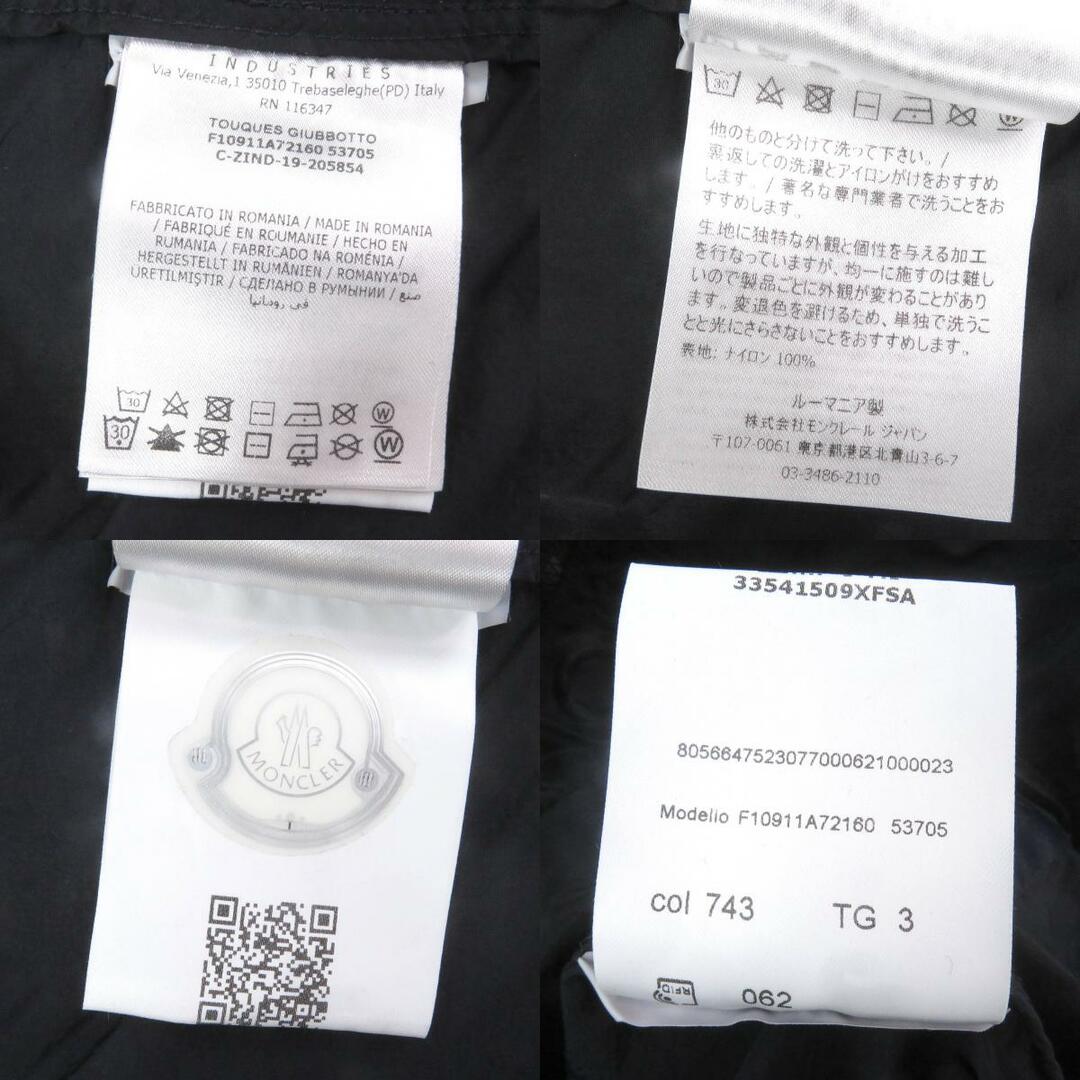 INDUSTRIES
Via Venezia,1 35010 Trebaseleghe(PD) Italy
RN 116347
TOUQUES GIUBBOTTO
F10911A72160 53705
C-ZIND-19-205854
FABBRICATO IN ROMANIA / MADE IN ROMANIA
/ FABRIQUÉ EN ROUMANIE / HECHO EN
RUMANIA / FABRICADO NA ROMÉNIA /
HERGESTELLT IN RUMÄNIEN / ROMANYA'DA
ÜRETILMIŞTIR / СДЕЛАНО В РУМЫНИИ / صنع
في رومانيا
30
W
30
W
30
W
他のものと分けて洗って下さい。/
裏返しての洗濯とアイロンがけをおすすめ
します。/ 著名な専門業者で洗うことをお
すすめします。
生地に独特な外観と個性を与える加工
を行なっていますが、均一に施すのは難し
いので製品ごとに外観が変わることがあり
ます。変退色を避けるため、単独で洗うこ
とと光にさらさないことをおすすめします。
表地: ナイロン 100%
ルーマニア製
株式会社モンクレール ジャパン
〒107-0061 東京都港区北青山3-6-7
03-3486-2110
MONCLER
33541509XFSA
8056647523077000621000023
Modello F10911A72160 53705
col 743 TG 3
RFID 062